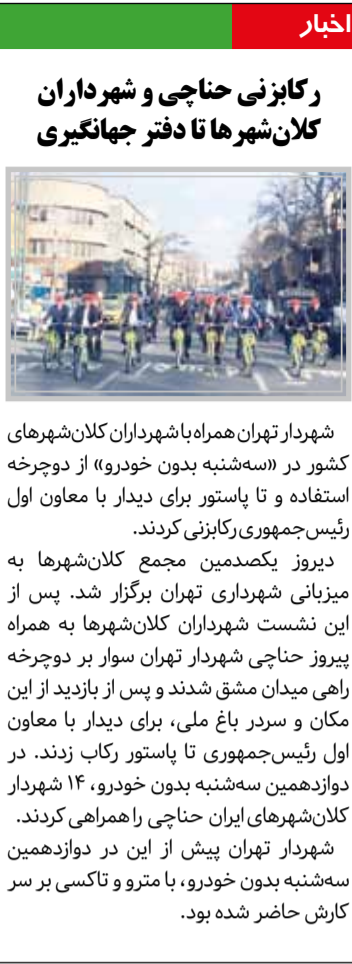 اخبار
رکابزنی حناچی و شهرداران
کلان‌شهرها تا دفتر جهانگیری
شهردار تهران همراه با شهرداران کلان‌شهرهای
کشور در «سه‌شنبه بدون خودرو» از دوچرخه
استفاده و تا پاستور برای دیدار با معاون اول
رئیس‌جمهوری رکابزنی کردند.
دیروز یکصدمین مجمع کلان‌شهرها به
میزبانی شهرداری تهران برگزار شد. پس از
این نشست شهرداران کلان‌شهرها به همراه
پیروز حناچی شهردار تهران سوار بر دوچرخه
راهی میدان مشق شدند و پس از بازدید از این
مکان و سردر باغ ملی، برای دیدار با معاون
اول رئیس‌جمهوری تا پاستور رکاب زدند. در
دوازدهمین سه‌شنبه بدون خودرو، ۱۴ شهردار
کلان‌شهرهای ایران حناچی را همراهی کردند.
شهردار تهران پیش از این در دوازدهمین
سه‌شنبه بدون خودرو، با مترو و تاکسی بر سر
کارش حاضر شده بود.